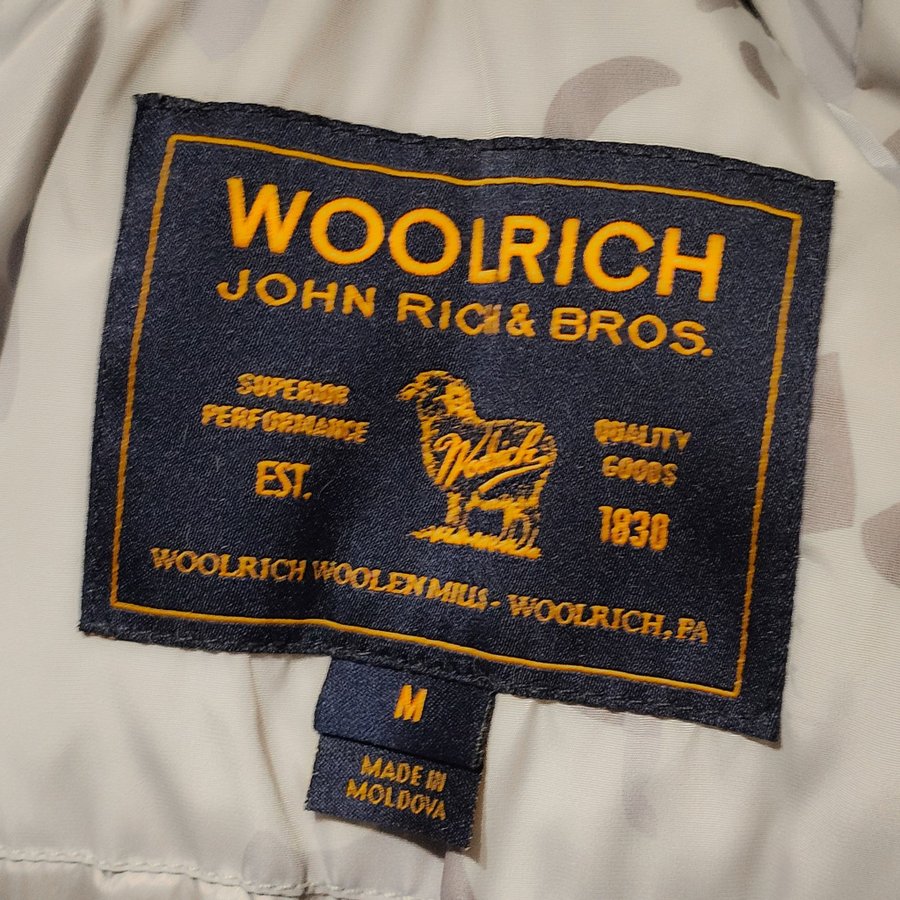 WOOLRICH
JOHN RICH & BROS.
SUPERIOR
PERFORMANCE
EST.
Woolrich
QUALITY
GOODS
1830
WOOLRICH WOOLEN MILLS - WOOLRICH, PA
M
MADE IN
MOLDOVA